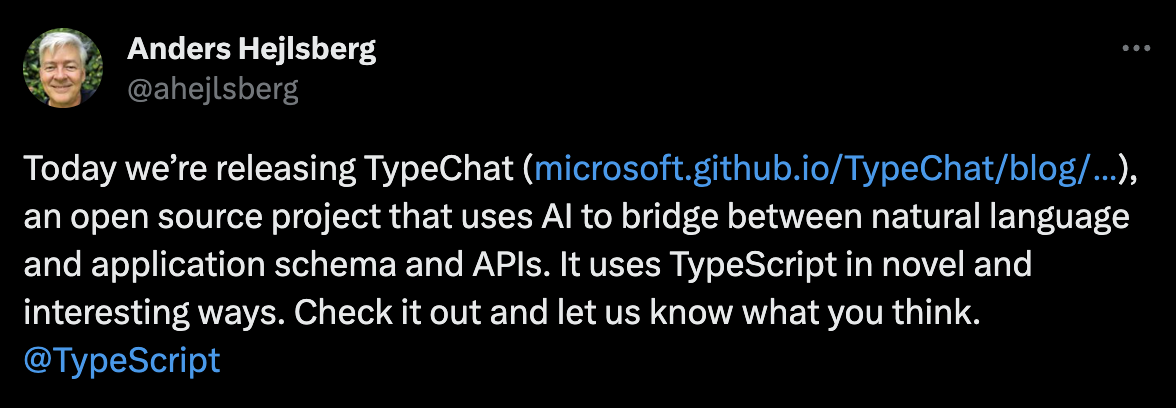 Anders Hejlsberg
@ahejlsberg
Today we’re releasing TypeChat (microsoft.github.io/TypeChat/blog/…),
an open source project that uses AI to bridge between natural language
and application schema and APIs. It uses TypeScript in novel and
interesting ways. Check it out and let us know what you think.
@TypeScript